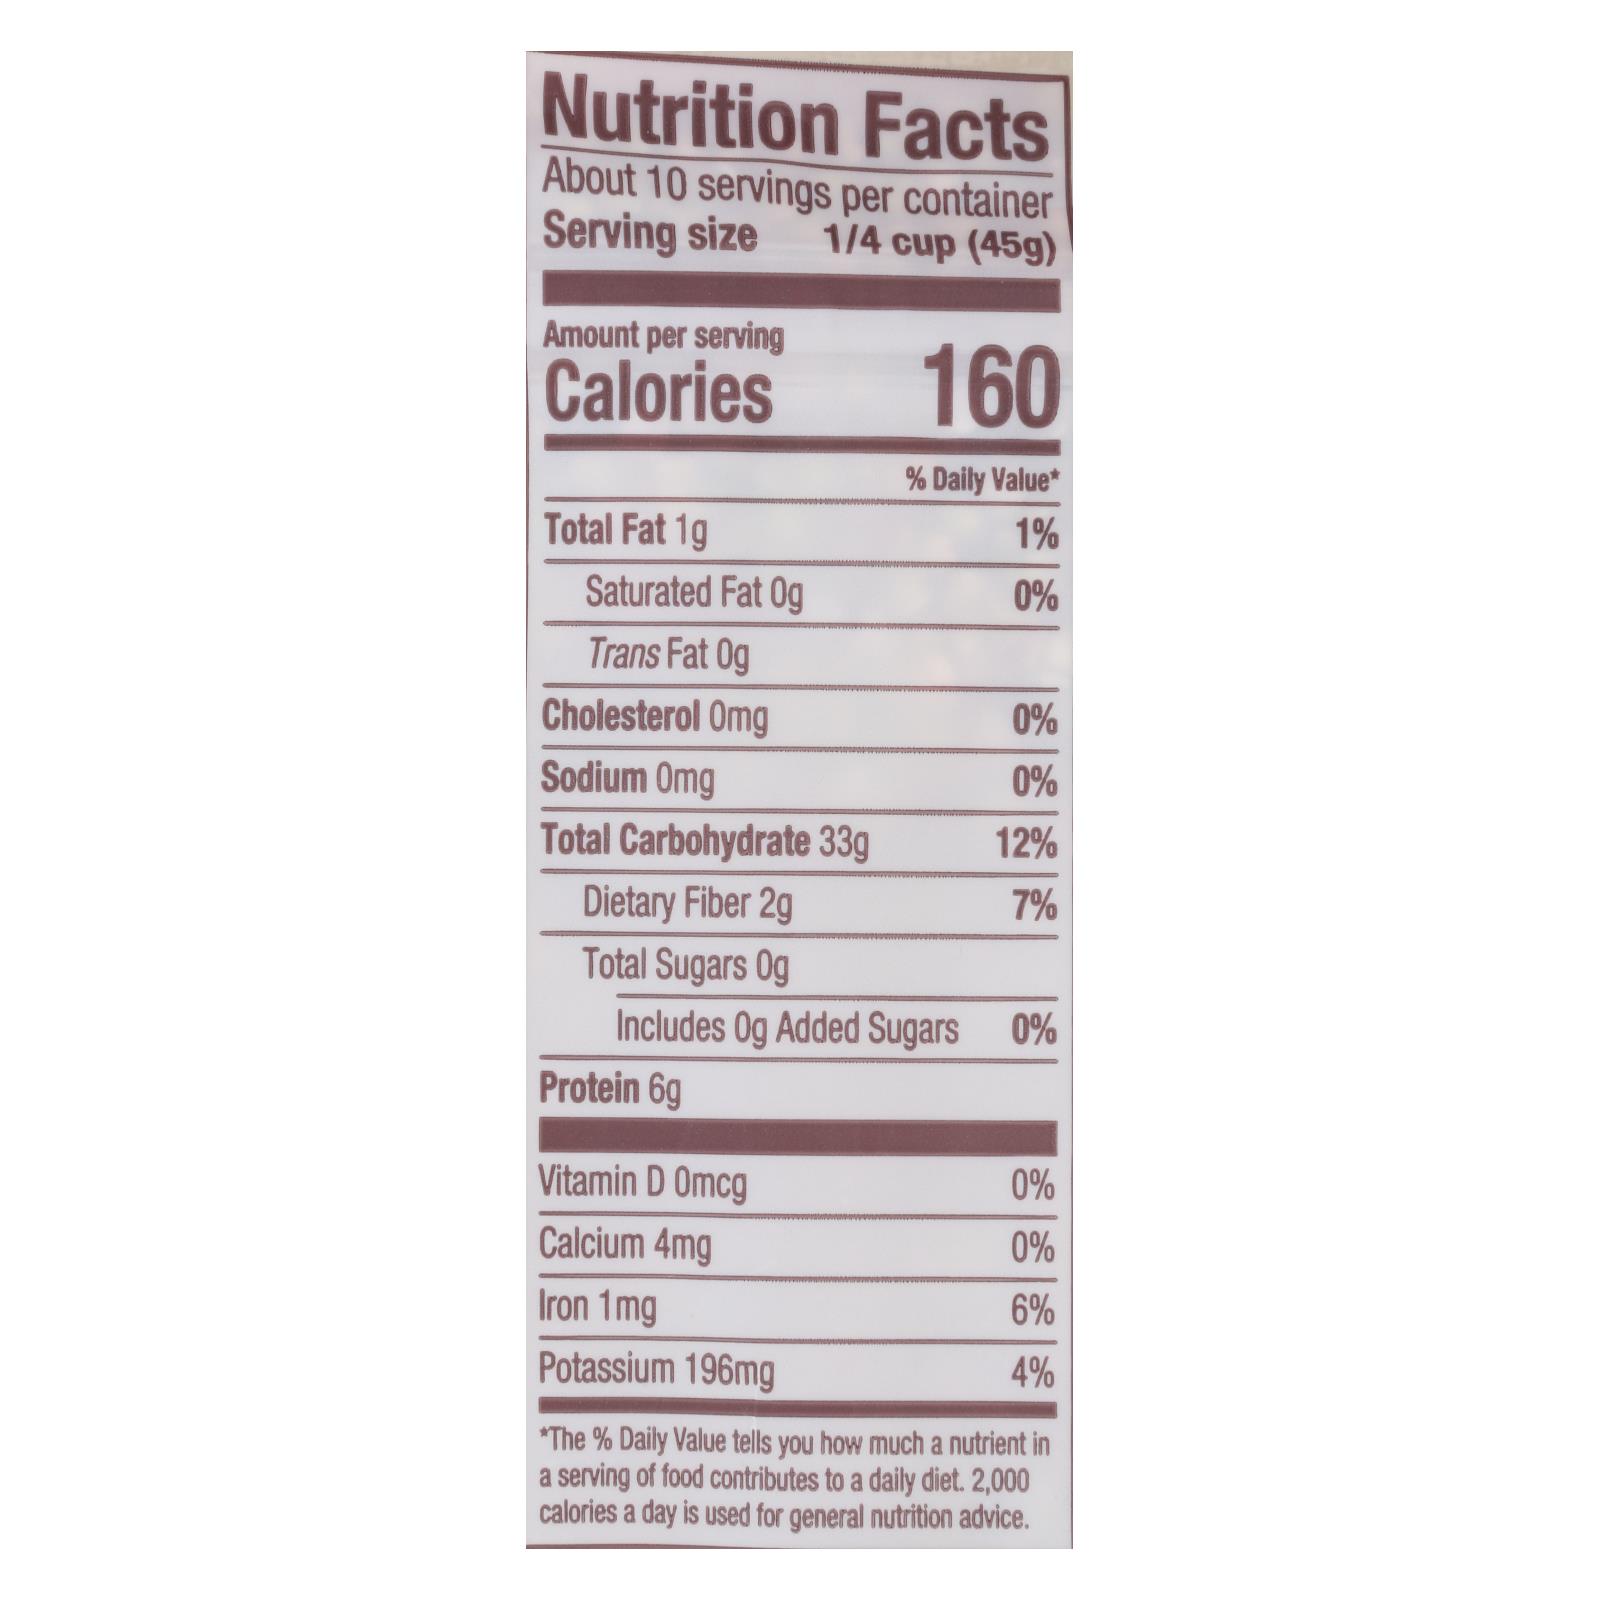 Nutrition Facts
About 10 servings per container
Serving size 1/4 cup (45g)
Amount per serving
Calories 160
% Daily Value*
Total Fat 1g 1%
Saturated Fat 0g 0%
Trans Fat 0g
Cholesterol 0mg 0%
Sodium 0mg 0%
Total Carbohydrate 33g 12%
Dietary Fiber 2g 7%
Total Sugars 0g
Includes 0g Added Sugars 0%
Protein 6g
Vitamin D 0mcg 0%
Calcium 4mg 0%
Iron 1mg 6%
Potassium 196mg 4%
*The % Daily Value tells you how much a nutrient in
a serving of food contributes to a daily diet. 2,000
calories a day is used for general nutrition advice.